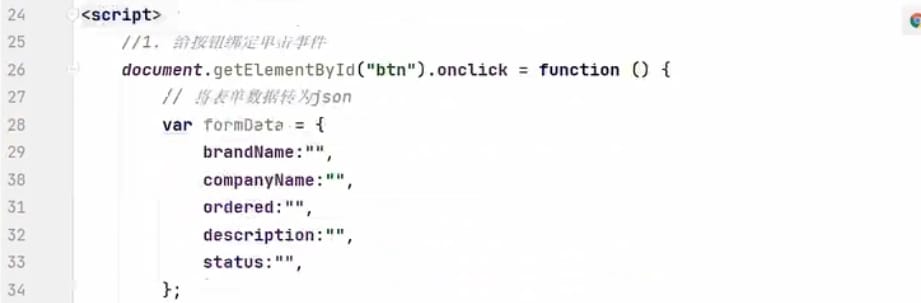 24 <script>
25 //1. 给按钮绑定单击事件
26 document.getElementById("btn").onclick = function () {
27 // 将表单数据转为json
28 var formData = {
29 brandName:"",
30 companyName:"",
31 ordered:"",
32 description:"",
33 status:"",
34 };